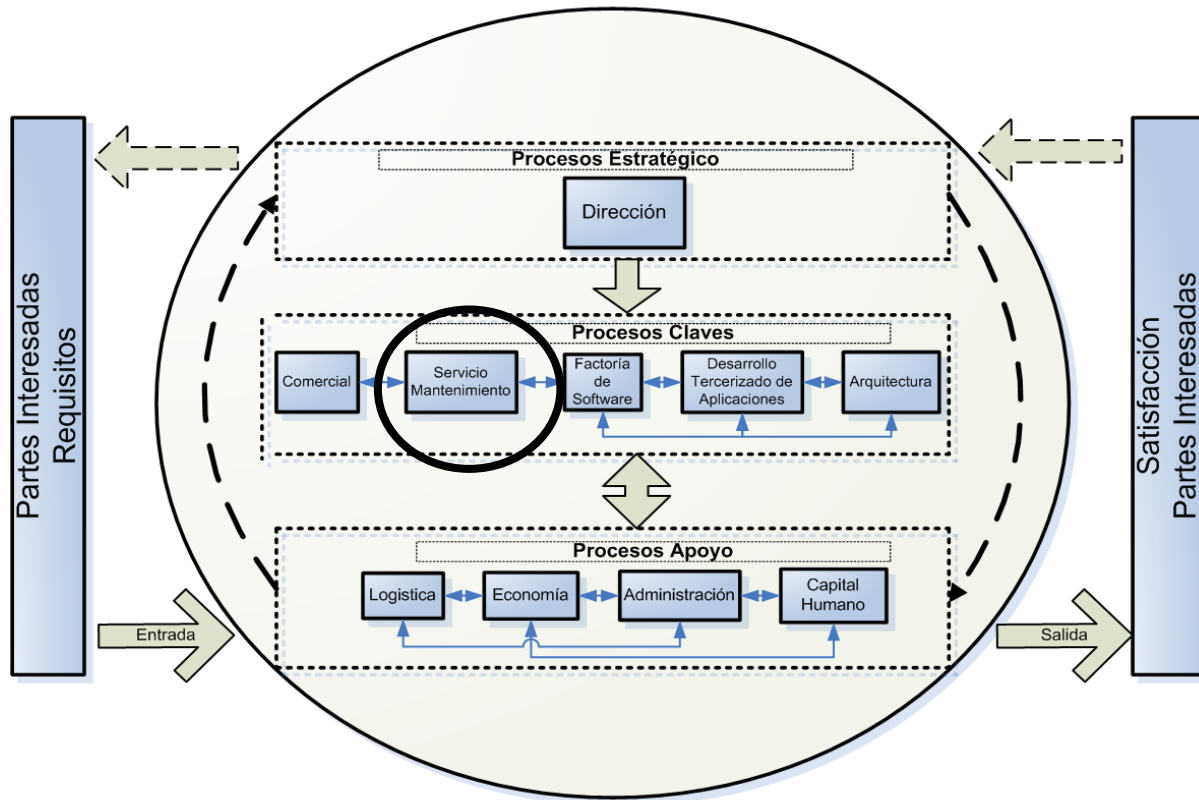 Partes Interesadas
Requisitos
Procesos Estratégico
Dirección
Procesos Claves
Comercial
Servicio
Mantenimiento
Factoría
de
Software
Desarrollo
Tercerizado de
Aplicaciones
Arquitectura
Procesos Apoyo
Logistica
Economía
Administración
Capital
Humano
Entrada
Salida
Satisfacción
Partes Interesadas